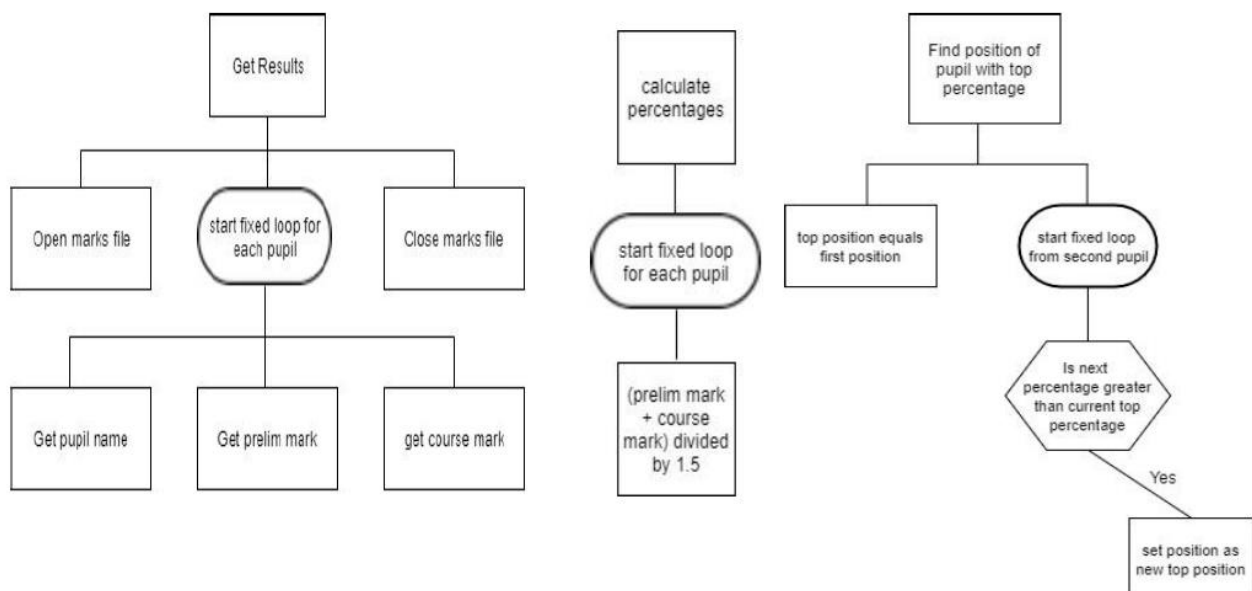 Get Results
Open marks file
start fixed loop for
each pupil
Close marks file
Get pupil name
Get prelim mark
get course mark
calculate
percentages
start fixed loop
for each pupil
(prelim mark
+ course
mark) divided
by 1.5
Find position of
pupil with top
percentage
top position equals
first position
start fixed loop
from second pupil
Is next
percentage greater
than current top
percentage
Yes
set position as
new top position